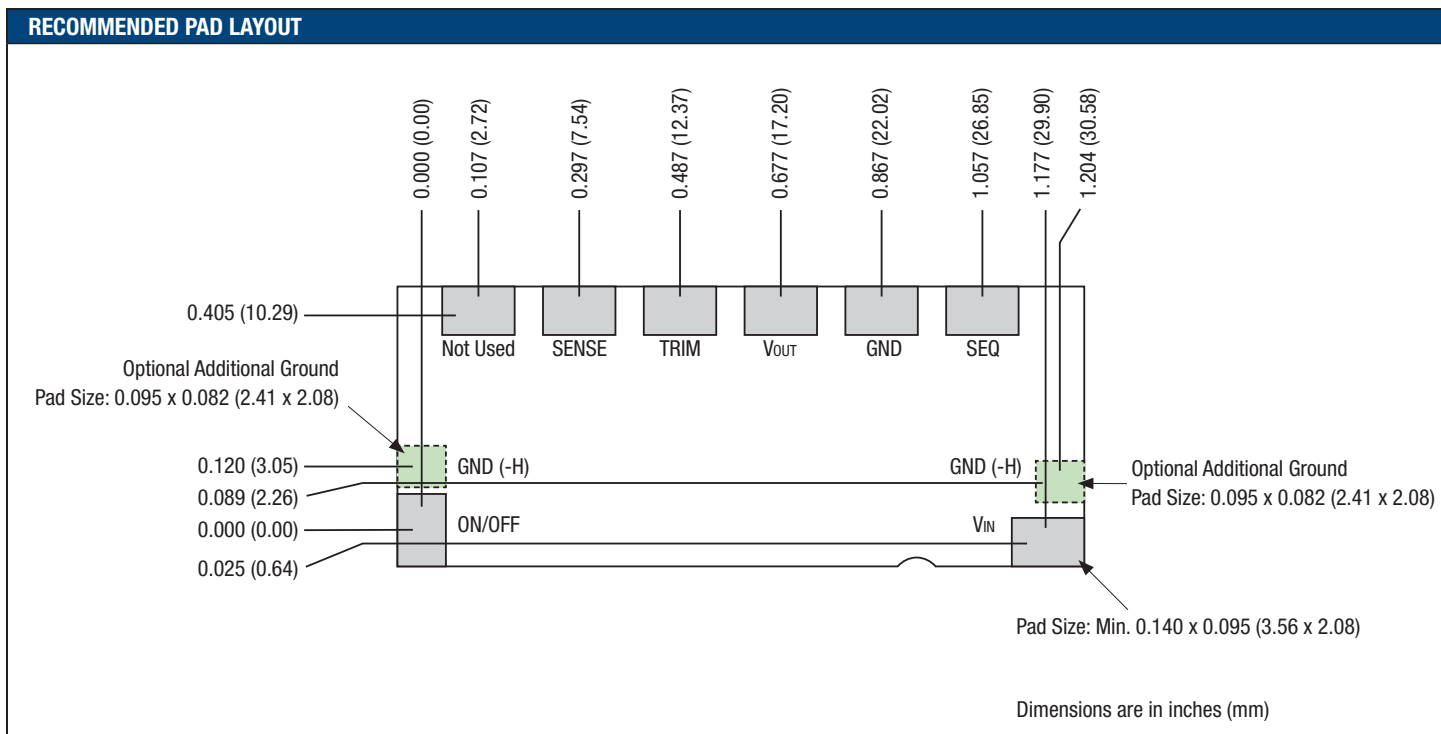 RECOMMENDED PAD LAYOUT
0.000 (0.00)
0.107 (2.72)
0.297 (7.54)
0.487 (12.37)
0.677 (17.20)
0.867 (22.02)
1.057 (26.85)
1.177 (29.90)
1.204 (30.58)
0.405 (10.29)
Not Used
SENSE
TRIM
VOUT
GND
SEQ
Optional Additional Ground
Pad Size: 0.095 x 0.082 (2.41 x 2.08)
0.120 (3.05)
GND (-H)
GND (-H)
Optional Additional Ground
Pad Size: 0.095 x 0.082 (2.41 x 2.08)
0.089 (2.26)
0.000 (0.00)
ON/OFF
VIN
0.025 (0.64)
Pad Size: Min. 0.140 x 0.095 (3.56 x 2.08)
Dimensions are in inches (mm)